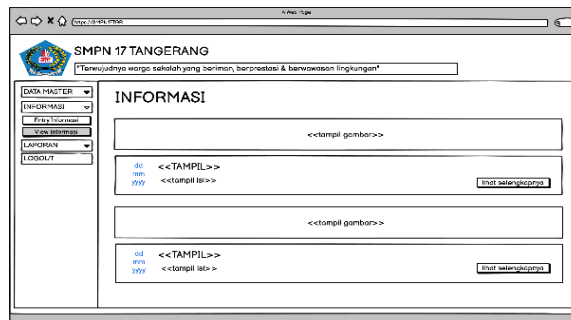 A Web Page
SMPN 17 TANGERANG
"Terwujudnya warga sekolah yang beriman, berprestasi & berwawasan lingkungan"
DATA MASTER
INFORMASI
Entry Informasi
View Informasi
LAPORAN
LOGOUT
INFORMASI
<<tampil gambar>>
dd
mm
yyyy
<<TAMPIL>>
<<tampil isi>>
lihat selengkapnya
<<tampil gambar>>
dd
mm
yyyy
<<TAMPIL>>
<<tampil isi>>
lihat selengkapnya